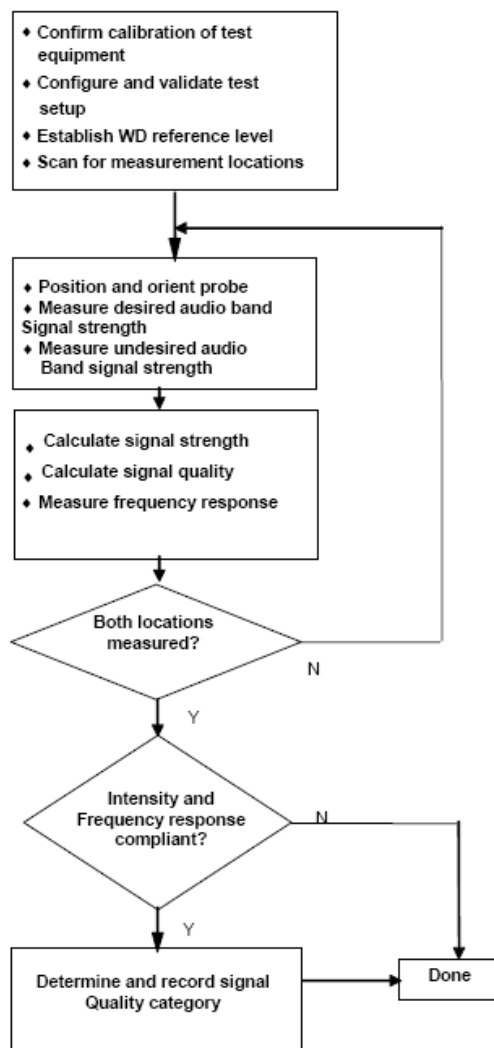 ♦ Confirm calibration of test
equipment
♦ Configure and validate test
setup
♦ Establish WD reference level
♦ Scan for measurement locations
♦ Position and orient probe
♦ Measure desired audio band
Signal strength
♦ Measure undesired audio
Band signal strength
♦ Calculate signal strength
♦ Calculate signal quality
♦ Measure frequency response
Both locations
measured?
N
Y
Intensity and
Frequency response
compliant?
N
Y
Determine and record signal
Quality category
Done